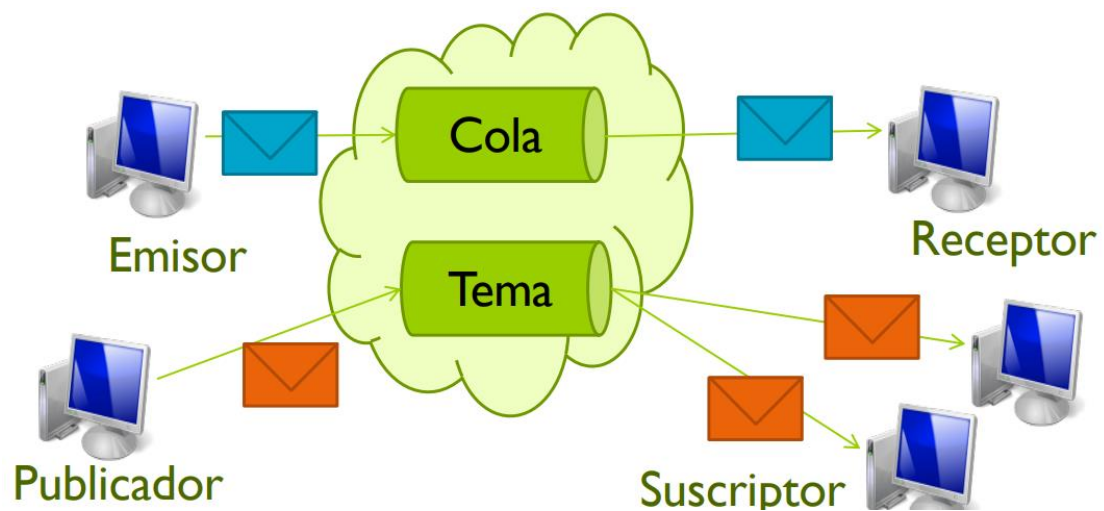 Cola
Emisor
Receptor
Tema
Publicador
Suscriptor